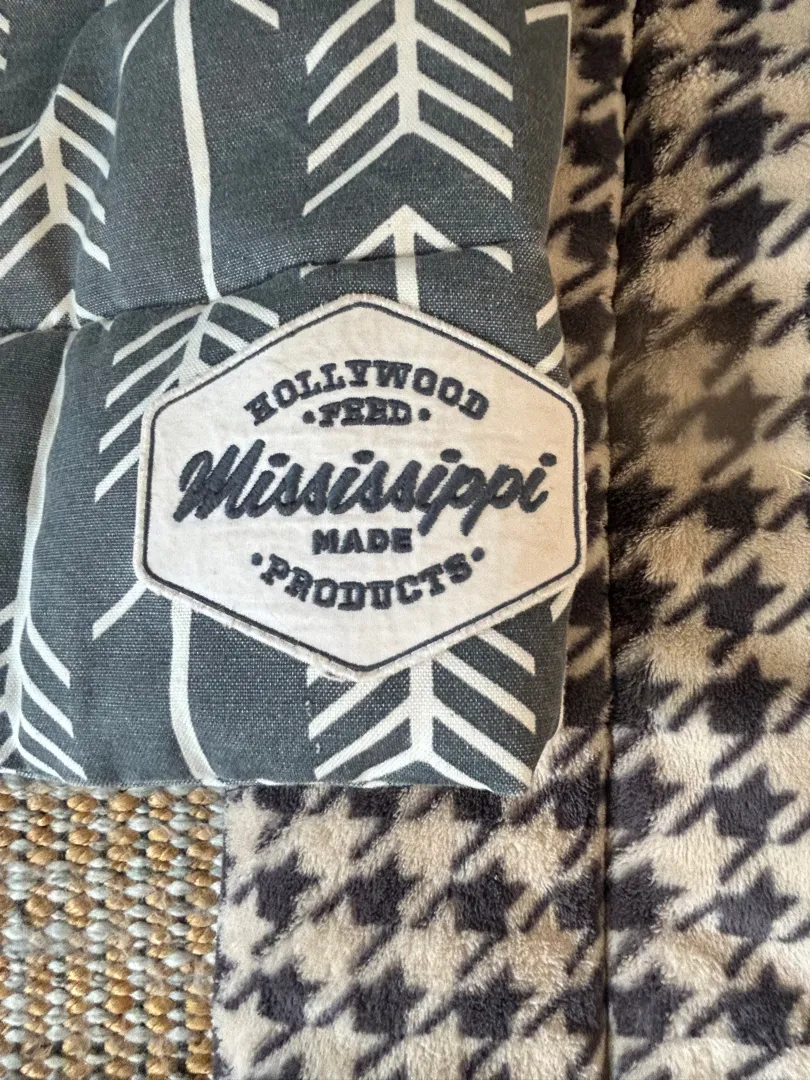 HOLLYWOOD
•FEED•
Mississippi
MADE
•PRODUCTS•